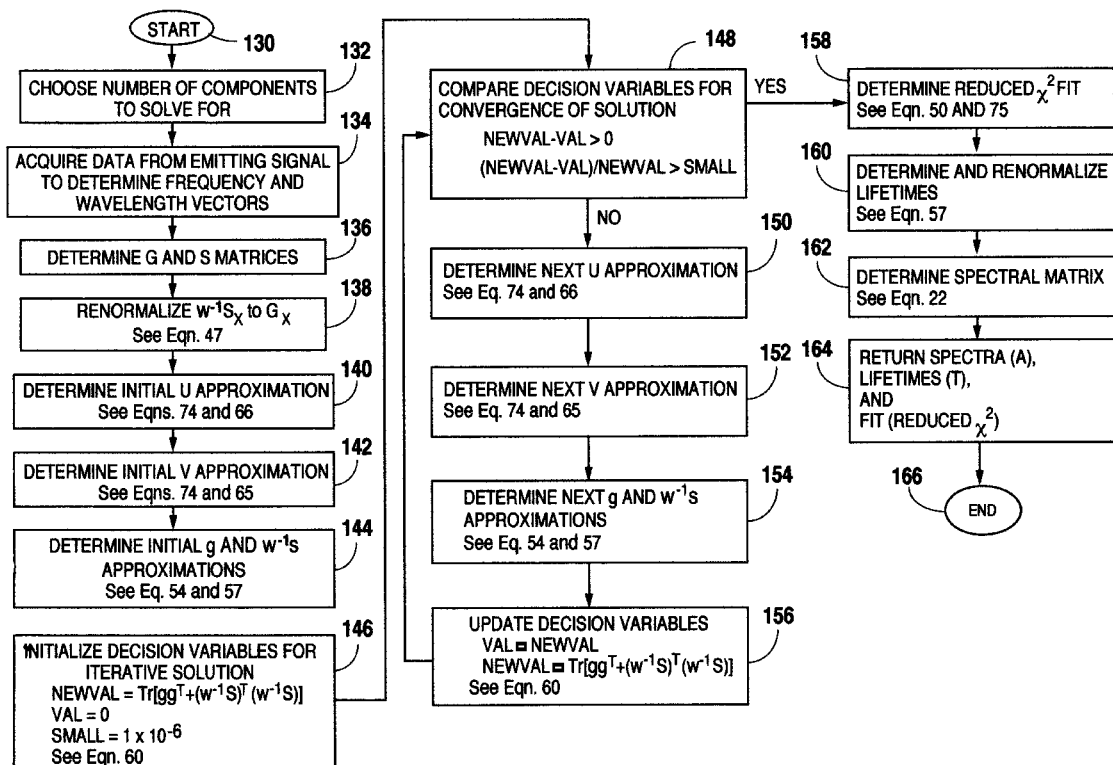 START
130
132
CHOOSE NUMBER OF COMPONENTS
TO SOLVE FOR
134
ACQUIRE DATA FROM EMITTING SIGNAL
TO DETERMINE FREQUENCY AND
WAVELENGTH VECTORS
136
DETERMINE G AND S MATRICES
138
RENORMALIZE w⁻¹S_X to G_X
See Eqn. 47
140
DETERMINE INITIAL U APPROXIMATION
See Eqns. 74 and 66
142
DETERMINE INITIAL V APPROXIMATION
See Eqns. 74 and 65
144
DETERMINE INITIAL g AND w⁻¹s
APPROXIMATIONS
See Eq. 54 and 57
146
INITIALIZE DECISION VARIABLES FOR
ITERATIVE SOLUTION
NEWVAL = Tr[ggᵀ+(w⁻¹S)ᵀ(w⁻¹S)]
VAL = 0
SMALL = 1 x 10⁻⁶
See Eqn. 60
148
COMPARE DECISION VARIABLES FOR
CONVERGENCE OF SOLUTION
NEWVAL-VAL > 0
(NEWVAL-VAL)/NEWVAL > SMALL
YES
NO
150
DETERMINE NEXT U APPROXIMATION
See Eq. 74 and 66
152
DETERMINE NEXT V APPROXIMATION
See Eq. 74 and 65
154
DETERMINE NEXT g AND w⁻¹s
APPROXIMATIONS
See Eq. 54 and 57
156
UPDATE DECISION VARIABLES
VAL = NEWVAL
NEWVAL = Tr[ggᵀ+(w⁻¹S)ᵀ(w⁻¹S)]
See Eqn. 60
158
DETERMINE REDUCED χ² FIT
See Eqn. 50 AND 75
160
DETERMINE AND RENORMALIZE
LIFETIMES
See Eqn. 57
162
DETERMINE SPECTRAL MATRIX
See Eqn. 22
164
RETURN SPECTRA (A),
LIFETIMES (T),
AND
FIT (REDUCED χ²)
166
END